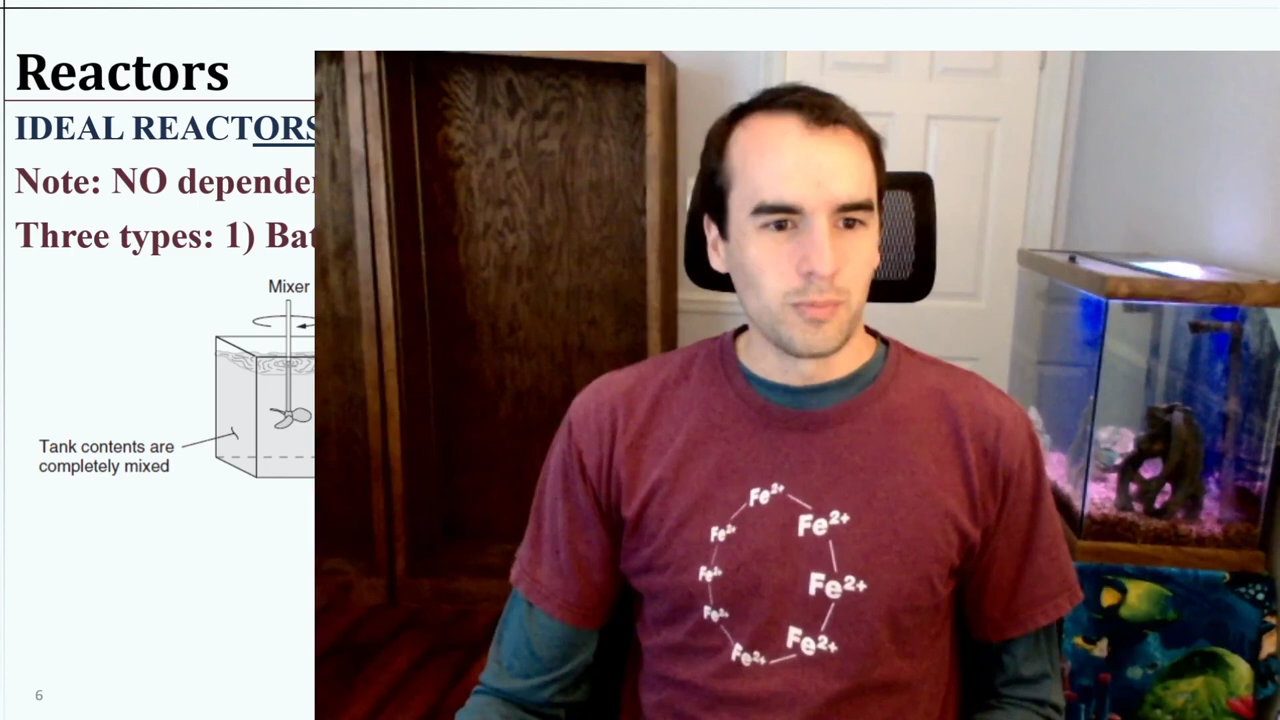 Reactors
IDEAL REACTORS
Note: NO depender
Three types: 1) Bat
Mixer
Tank contents are
completely mixed
Fe2+
Fe2+
Fe2+
Fe2+
Fe2+
Fe2+
Fe2+
Fe2+
6